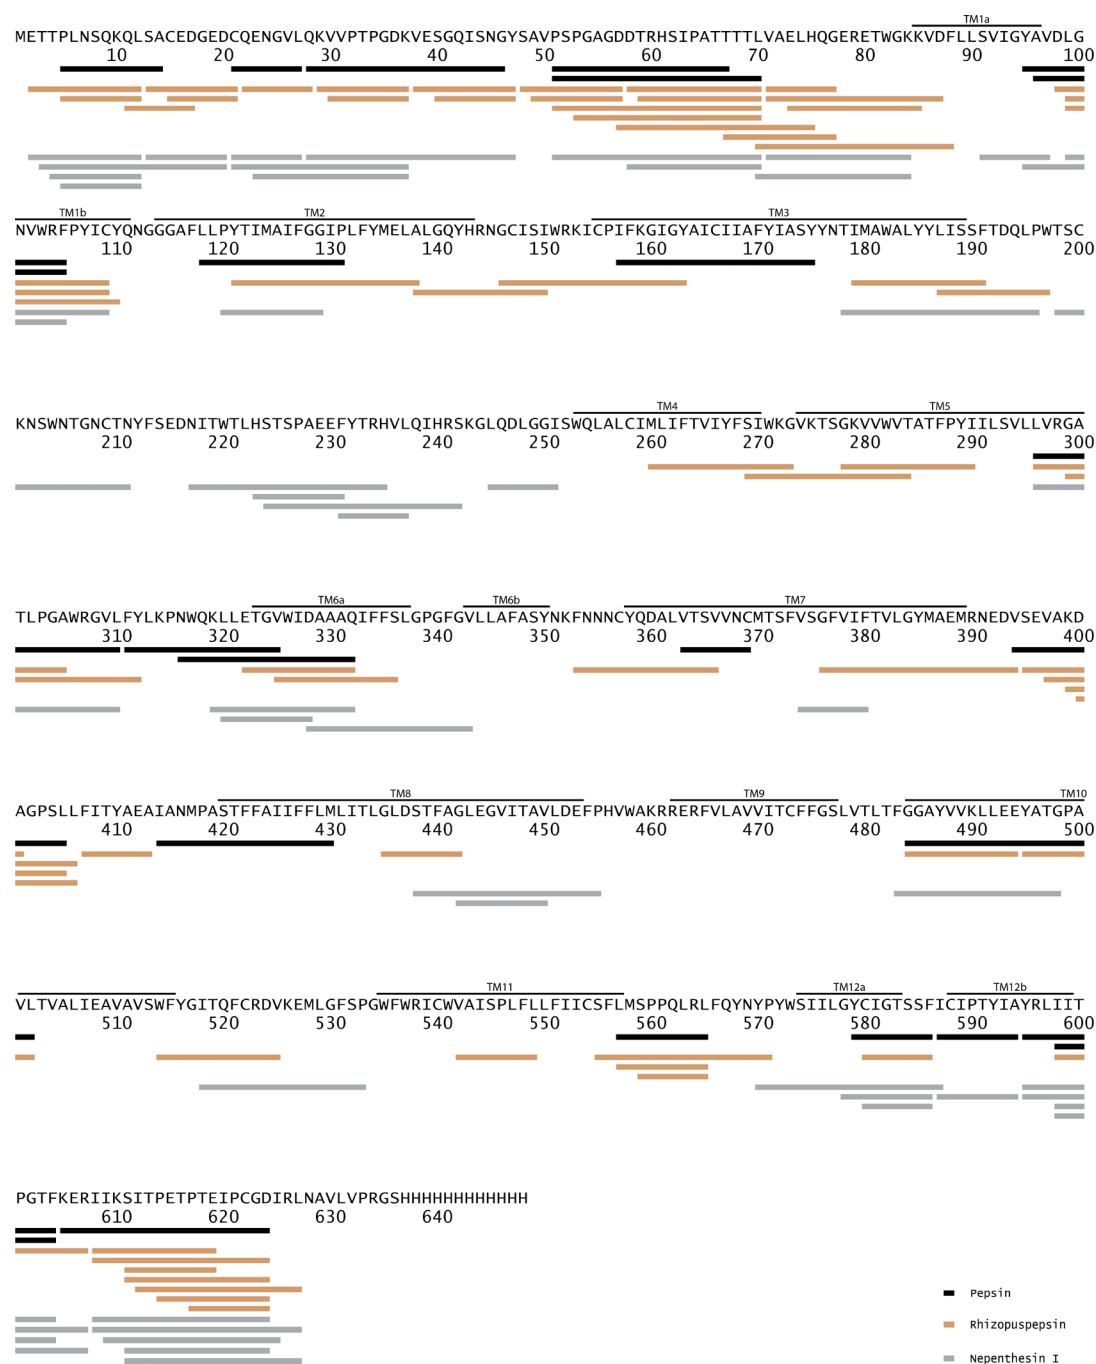 TM1a
METTPLNSQKQLSACEDGEDCQENGVLQKVVPTPGDKVESGQISNGYSAVPSPGAGDDTRHSIPATTTTLVAELHQGERETWGKKVDFLLSVIGYAVDLG
10 20 30 40 50 60 70 80 90 100
TM1b TM2 TM3
NVWRFPYICYQNGGGAFLLPYTIMAIFGGIPLFYMELALGQYHRNGCISIWRKICPIFKGIGYAICIIAFYIASYYNTIMAWALYYLISSFTDQLPWTSC
110 120 130 140 150 160 170 180 190 200
TM4 TM5
KNSWNTGNCTNYFSEDNITWTLHSTSPAEEFYTRHVLQIHRSKGLQDLGGISWQLALCIMLIFTVIYFSIWKGVKTSGKVVWVTATFPYIILSVLLVRGA
210 220 230 240 250 260 270 280 290 300
TM6a TM6b TM7
TLPGAWRGVLFYLKPNWQKLLETGVWIDAAAQIFFSLGPGFGVLLAFASYNKFNNNCYQDALVTSVVNCMTSFVSGFVIFTVLGYMAEMRNEDVSEVAKD
310 320 330 340 350 360 370 380 390 400
TM8 TM9 TM10
AGPSLLFITYAEAIANMPASTFFAIIFFLMLITLGLDSTFAGLEGVITAVLDEFPHVWAKRRERFVLAVVITCFFGSLVTLTFGGAYVVKLLEEYATGPA
410 420 430 440 450 460 470 480 490 500
TM11 TM12a TM12b
VLTVALIEAVAVSWFYGITQFCRDVKEMLGFSPGWFWRICWVAISPLFLLFIICSFLMSPPQLRLFQYNYPYWSIILGYCIGTSSFICIPTYIAYRLIIT
510 520 530 540 550 560 570 580 590 600
PGTFKERIIKSITPETPTEIPCGDIRLNAVLVPRGSHHHHHHHHHHHH
610 620 630 640
Pepsin
Rhizopuspepsin
Nepenthesin I